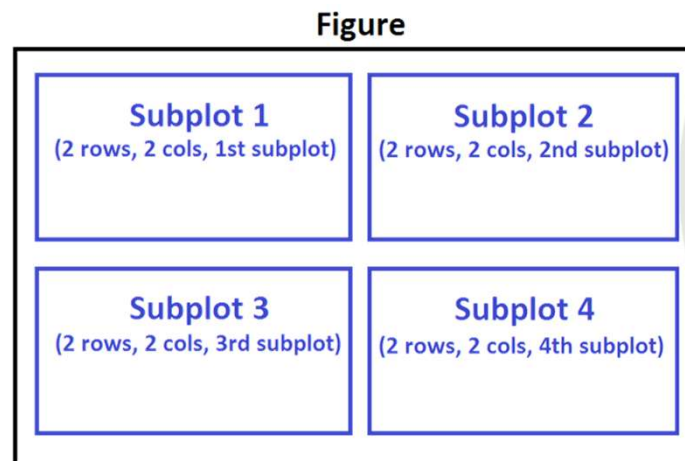 Figure
Subplot 1
(2 rows, 2 cols, 1st subplot)
Subplot 2
(2 rows, 2 cols, 2nd subplot)
Subplot 3
(2 rows, 2 cols, 3rd subplot)
Subplot 4
(2 rows, 2 cols, 4th subplot)